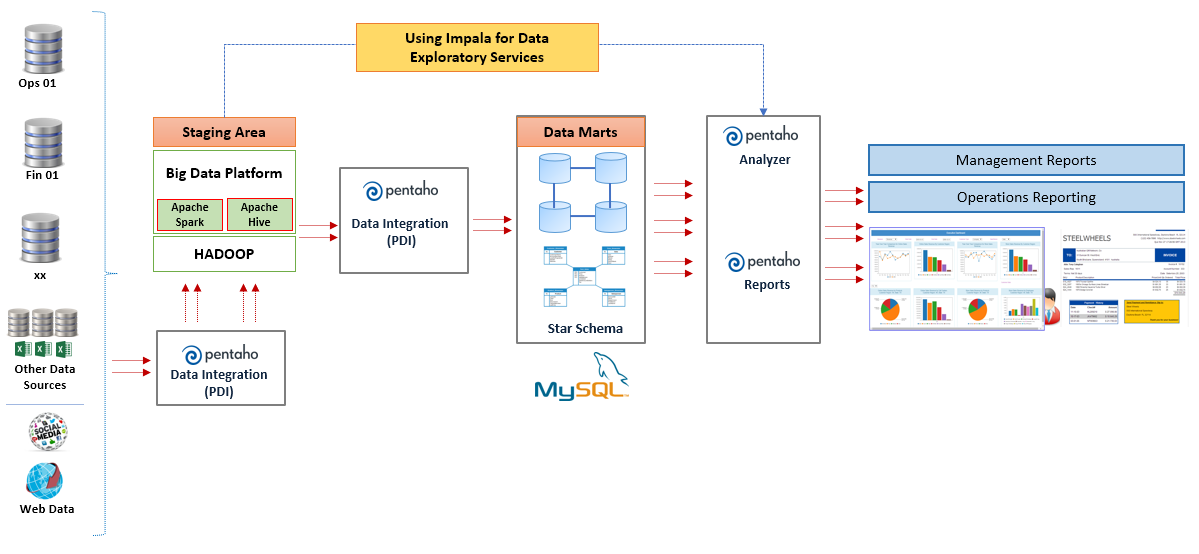 Ops 01
Fin 01
xx
Other Data
Sources
SOCIAL
MEDIA
Web Data
Using Impala for Data
Exploratory Services
Staging Area
Big Data Platform
Apache
Spark
Apache
Hive
HADOOP
pentaho
Data Integration
(PDI)
pentaho
Data Integration
(PDI)
Data Marts
Star Schema
MySQL
pentaho
Analyzer
pentaho
Reports
Management Reports
Operations Reporting
STEELWHEELS
TO:
INVOICE